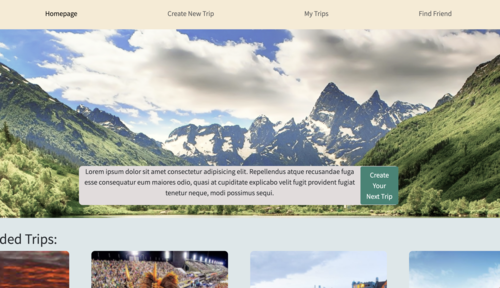 Homepage
Create New Trip
My Trips
Find Friend
Lorem ipsum dolor sit amet consectetur adipisicing elit. Repellendus atque recusandae fuga
esse consequatur eum maiores odio, quasi at cupiditate explicabo velit fugit provident fugiat
tenetur neque, modi possimus sequi.
Create
Your
Next Trip
ded Trips: